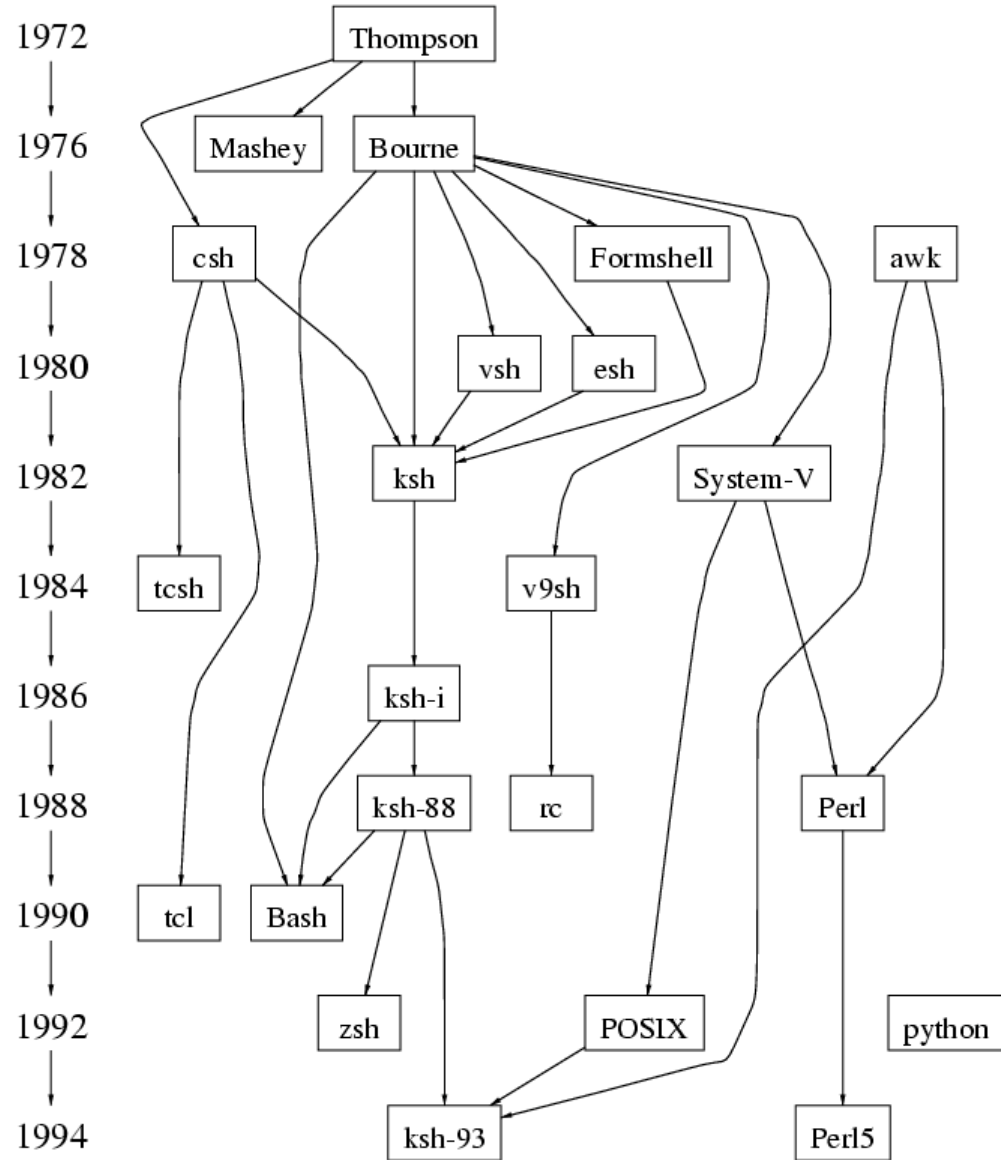 1972
Thompson
1976
Mashey
Bourne
1978
csh
Formshell
awk
1980
vsh
esh
1982
ksh
System-V
1984
tcsh
v9sh
1986
ksh-i
1988
ksh-88
rc
Perl
1990
tcl
Bash
1992
zsh
POSIX
python
1994
ksh-93
Perl5